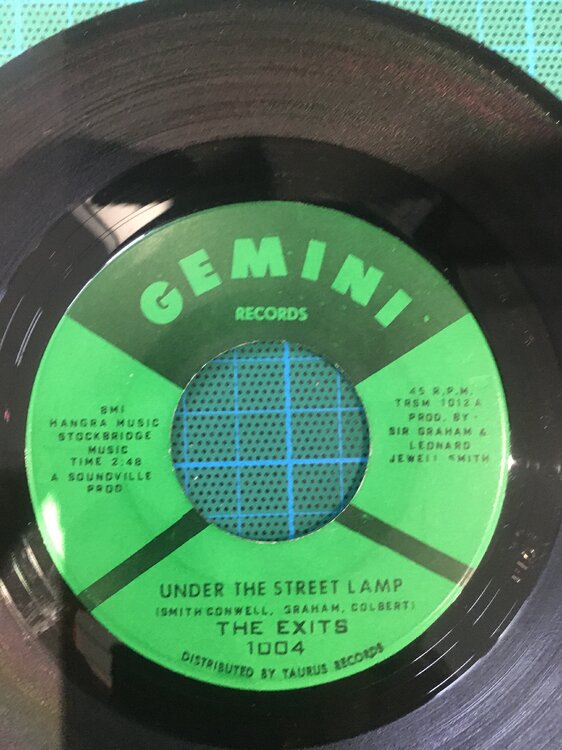 GEMINI
RECORDS
BMI
HANGRA MUSIC
STOCKBRIDGE
MUSIC
TIME 2:48
A SOUNDVILLE
PROD
45 R.P.M.
TRSM 1012 A
PROD. BY
SIR GRAHAM &
LEONARD
JEWELL SMITH
UNDER THE STREET LAMP
(SMITH CONWELL, GRAHAM, COLBERT)
THE EXITS
1004
DISTRIBUTED BY TAURUS RECORDS